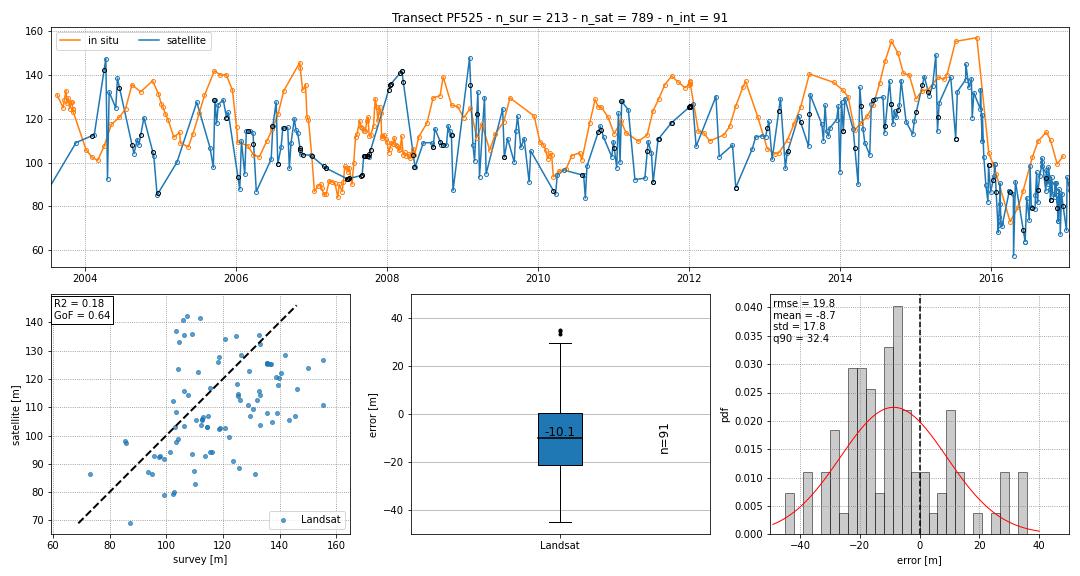 Transect PF525 - n_sur = 213 - n_sat = 789 - n_int = 91
in situ satellite
160
140
120
100
80
60
2004 2006 2008 2010 2012 2014 2016
R2 = 0.18
GoF = 0.64
140
130
120
110
100
90
80
70
satellite [m]
Landsat
60 80 100 120 140 160
survey [m]
40
20
0
−20
−40
error [m]
-10.1
n=91
Landsat
rmse = 19.8
mean = -8.7
std = 17.8
q90 = 32.4
0.040
0.035
0.030
0.025
0.020
0.015
0.010
0.005
0.000
pdf
−40 −20 0 20 40
error [m]